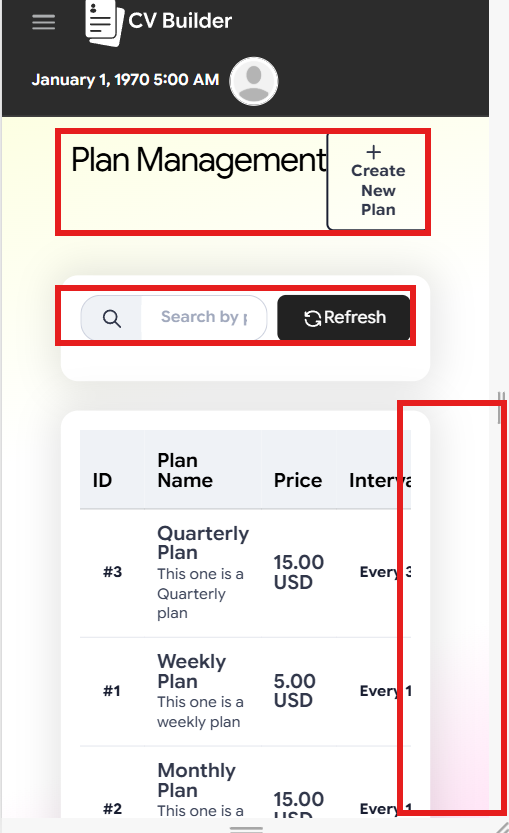 CV Builder
January 1, 1970 5:00 AM
Plan Management
+
Create
New
Plan
Search by
Refresh
ID
Plan
Name
Price
#3
Quarterly
Plan
This one is a
Quarterly
plan
15.00
USD
Every 3
#1
Weekly
Plan
This one is a
weekly plan
5.00
USD
Every 1
#2
Monthly
Plan
This one is a
15.00
USD
Every 1